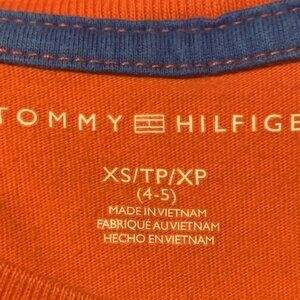 TOMMY HILFIGE
XS/TP/XP
(4-5)
MADE IN VIETNAM
FABRIQUÉ AU VIETNAM
HECHO EN VIETNAM